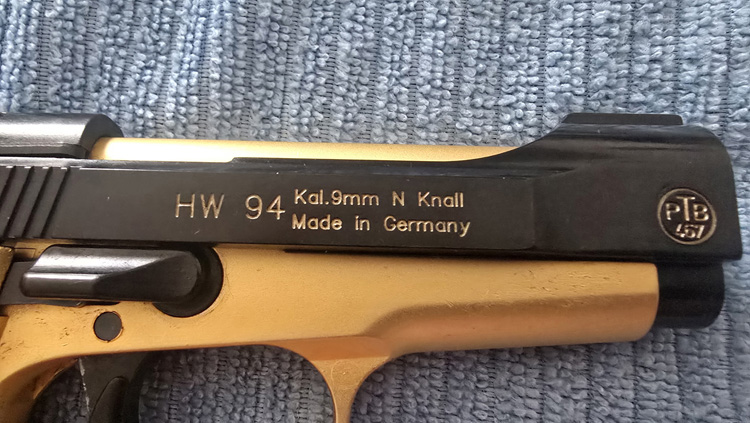 HW 94
Kal.9mm N Knall
Made in Germany
PTB
457